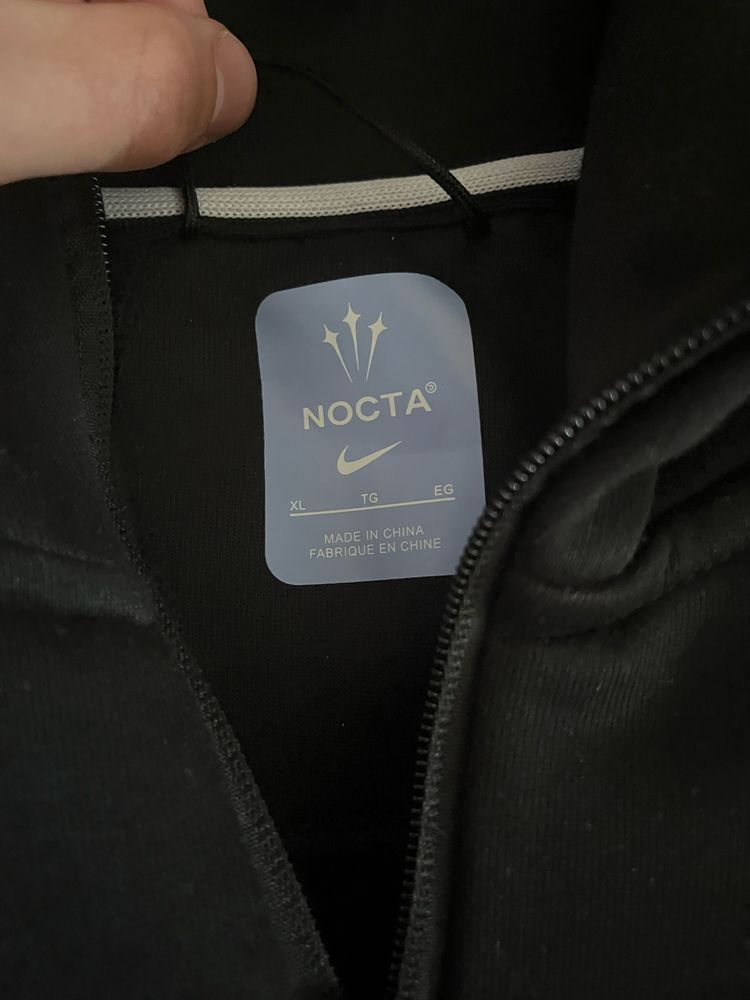 NOCTA©
XL TG EG
MADE IN CHINA
FABRIQUE EN CHINE